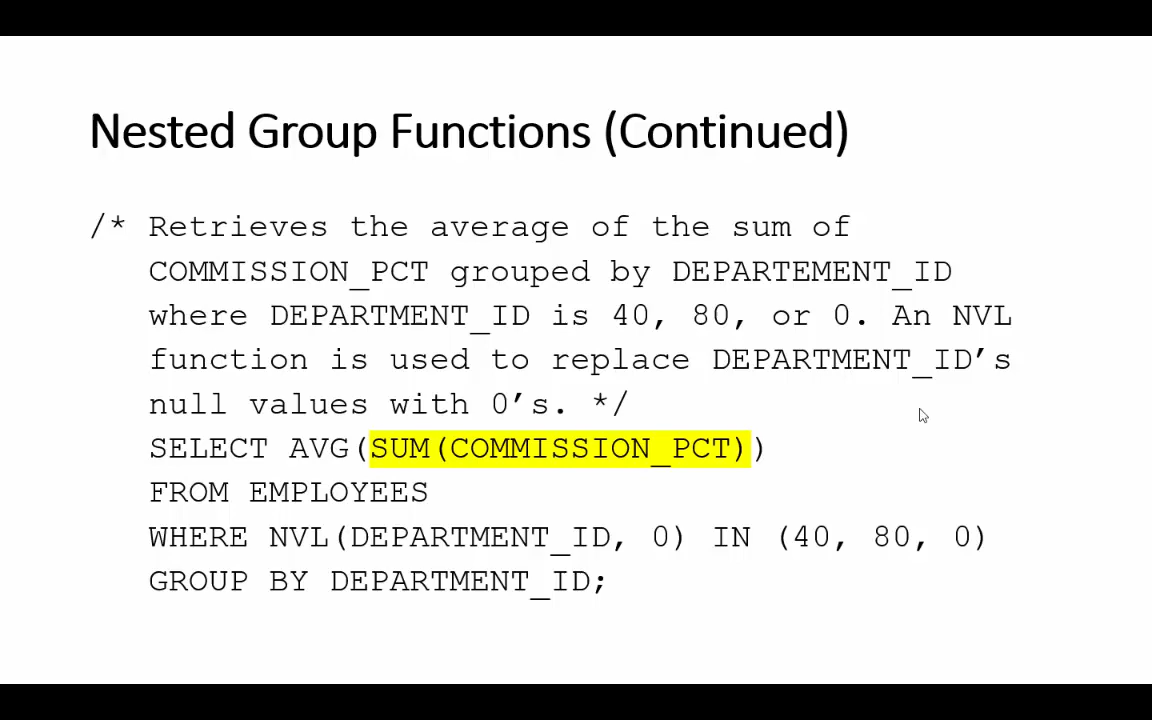 Nested Group Functions (Continued)
/* Retrieves the average of the sum of
COMMISSION_PCT grouped by DEPARTEMENT_ID
where DEPARTMENT_ID is 40, 80, or 0. An NVL
function is used to replace DEPARTMENT_ID’s
null values with 0’s. */
SELECT AVG(SUM(COMMISSION_PCT))
FROM EMPLOYEES
WHERE NVL(DEPARTMENT_ID, 0) IN (40, 80, 0)
GROUP BY DEPARTMENT_ID;